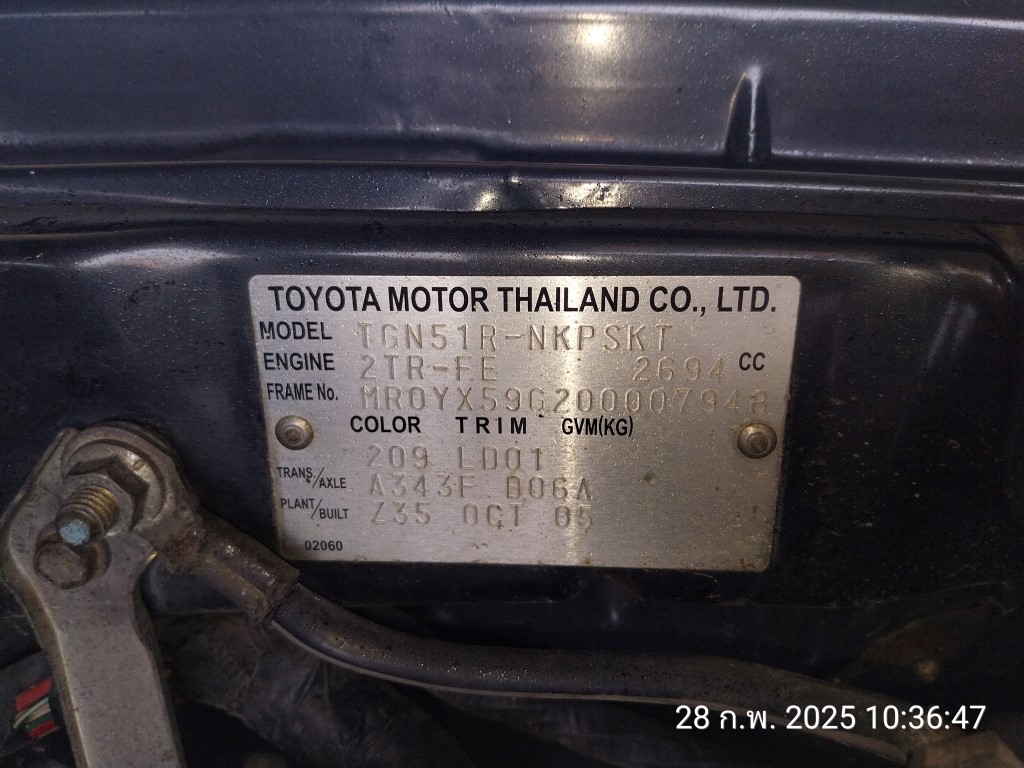 TOYOTA MOTOR THAILAND CO., LTD.
MODEL TGN51R-NKPSKT
ENGINE 2TR-FE 2694 CC
FRAME No. MR0YX59G200007948
COLOR TRIM GVM(KG)
209 LD01
TRANS./AXLE A343F B06A
PLANT/BUILT Z35 OCT 05
02060
28 ก.พ. 2025 10:36:47